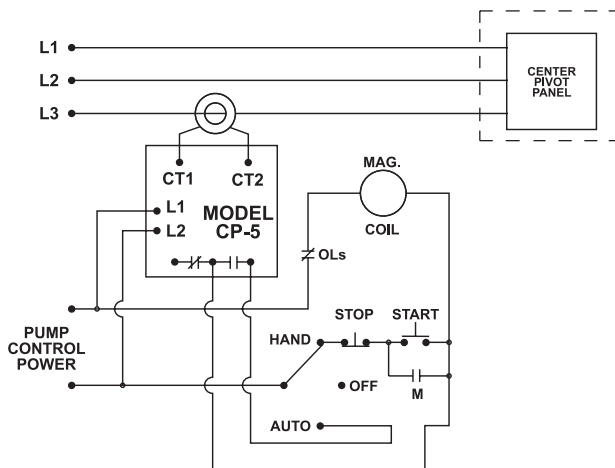 L1
L2
L3
CENTER
PIVOT
PANEL
CT1
CT2
MAG.
COIL
L1
L2
MODEL
CP-5
OLs
PUMP
CONTROL
POWER
HAND
STOP
START
OFF
M
AUTO